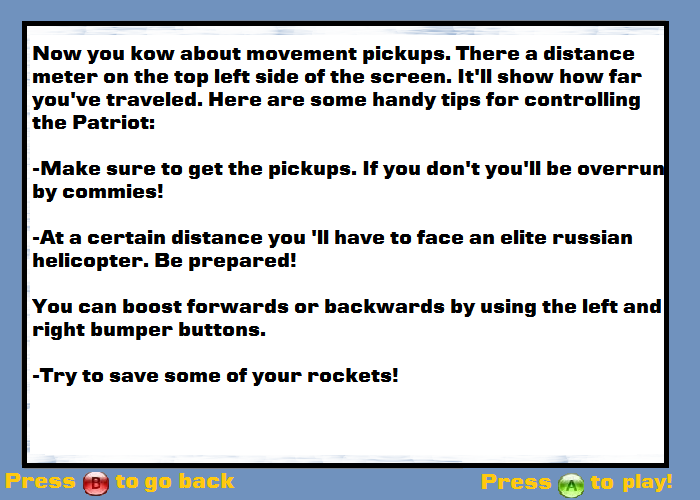 Now you kow about movement pickups. There a distance
meter on the top left side of the screen. It'll show how far
you've traveled. Here are some handy tips for controlling
the Patriot:
-Make sure to get the pickups. If you don't you'll be overrun
by commies!
-At a certain distance you 'll have to face an elite russian
helicopter. Be prepared!
You can boost forwards or backwards by using the left and
right bumper buttons.
-Try to save some of your rockets!
Press B to go back
Press A to play!